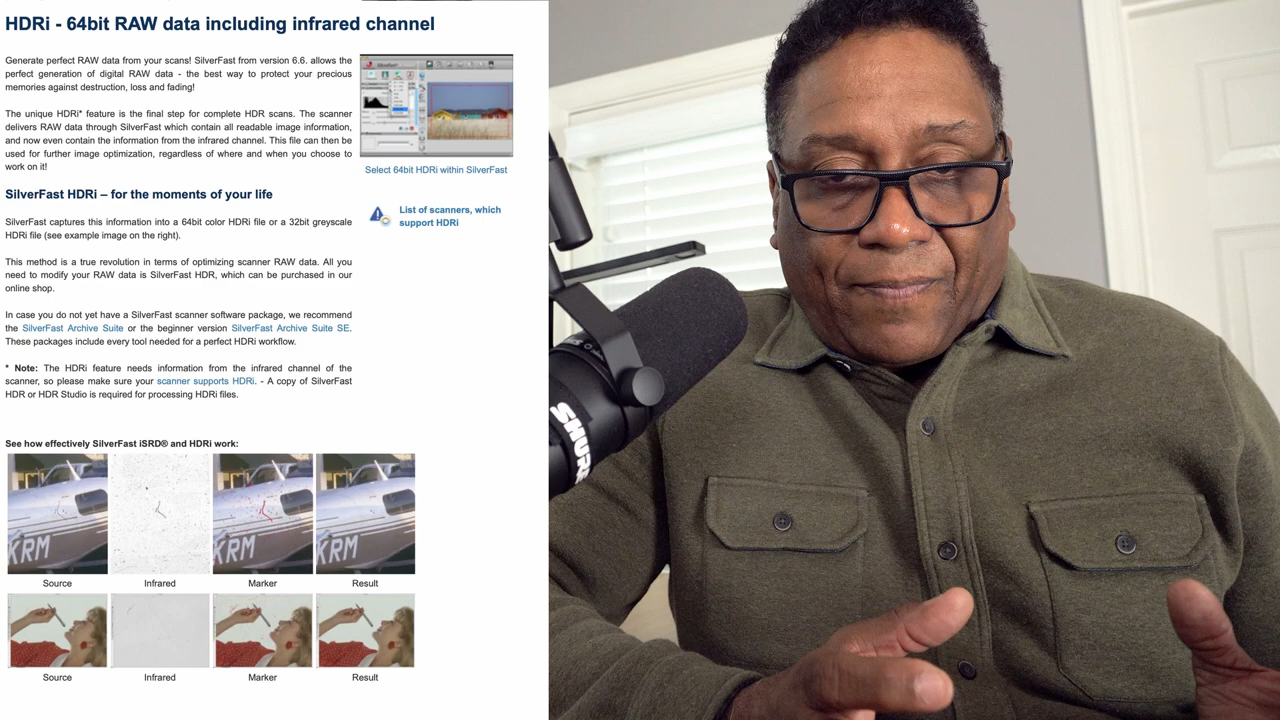 HDRi - 64bit RAW data including infrared channel
Generate perfect RAW data from your scans! SilverFast from version 6.6. allows the
perfect generation of digital RAW data - the best way to protect your precious
memories against destruction, loss and fading!
The unique HDRi* feature is the final step for complete HDR scans. The scanner
delivers RAW data through SilverFast which contain all readable image information,
and now even contain the information from the infrared channel. This file can then be
used for further image optimization, regardless of where and when you choose to
work on it!
Select 64bit HDRi within SilverFast
List of scanners, which
support HDRi
SilverFast HDRi – for the moments of your life
SilverFast captures this information into a 64bit color HDRi file or a 32bit greyscale
HDRi file (see example image on the right).
This method is a true revolution in terms of optimizing scanner RAW data. All you
need to modify your RAW data is SilverFast HDR, which can be purchased in our
online shop.
In case you do not yet have a SilverFast scanner software package, we recommend
the SilverFast Archive Suite or the beginner version SilverFast Archive Suite SE.
These packages include every tool needed for a perfect HDRi workflow.
* Note: The HDRi feature needs information from the infrared channel of the
scanner, so please make sure your scanner supports HDRi. - A copy of SilverFast
HDR or HDR Studio is required for processing HDRi files.
See how effectively SilverFast iSRD® and HDRi work:
KRM
KRM
KRM
Source Infrared Marker Result
Source Infrared Marker Result
SHURE